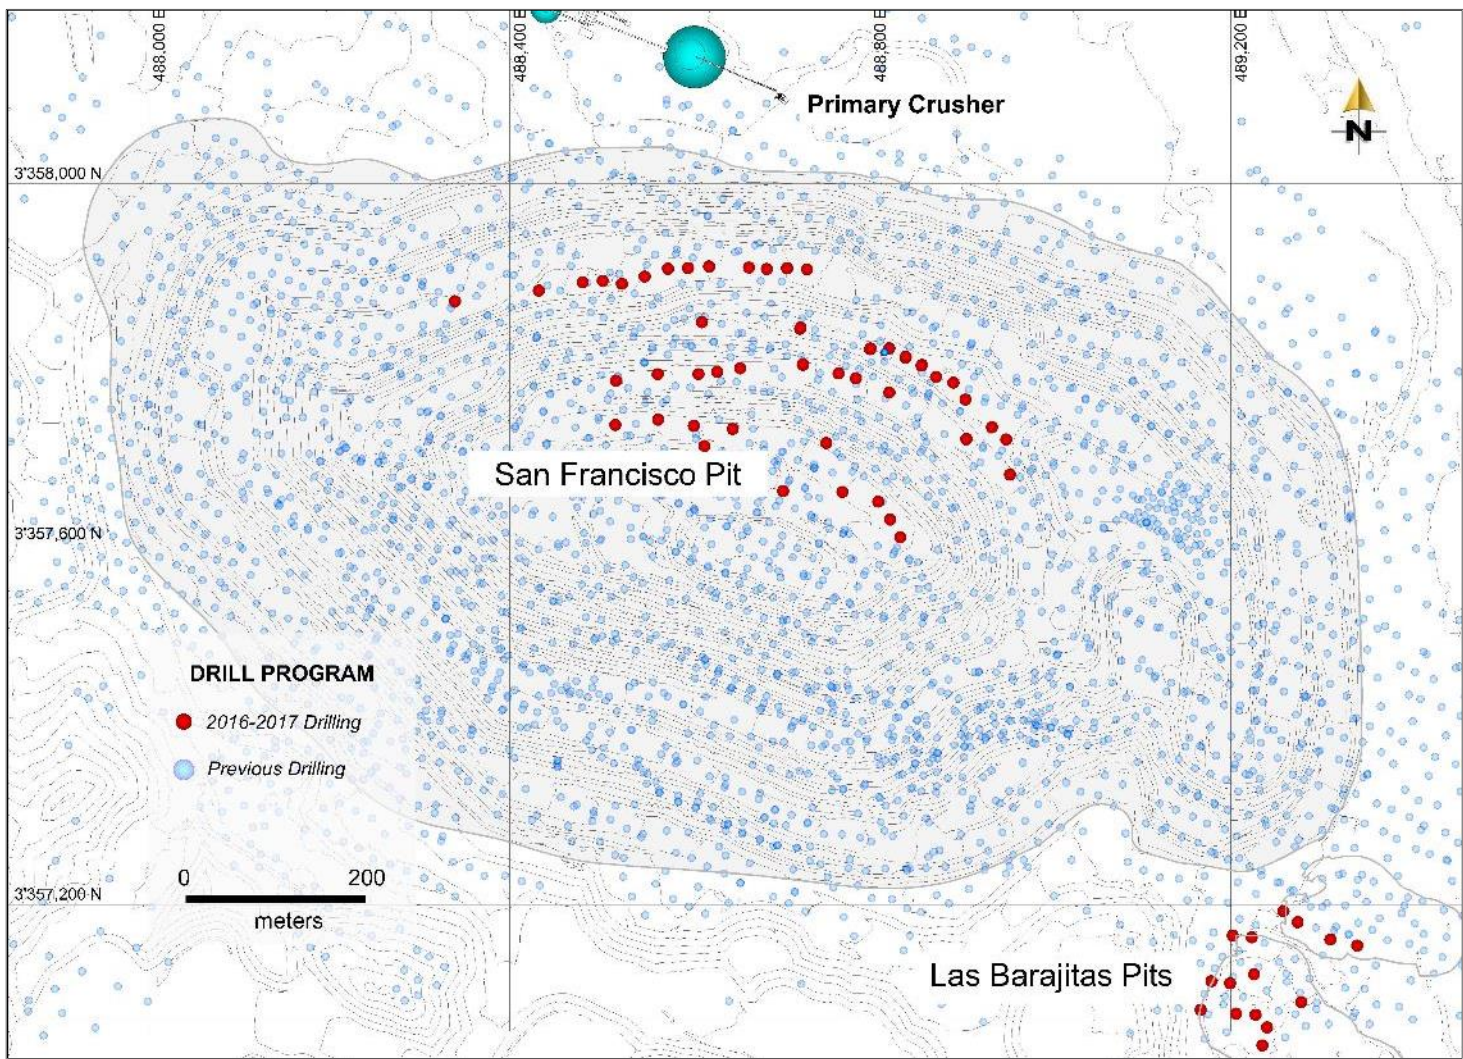 488,000 E
488,400 E
488,800 E
489,200 E
Primary Crusher
N
3'358,000 N
San Francisco Pit
3'357,600 N
DRILL PROGRAM
2016-2017 Drilling
Previous Drilling
0 200
meters
3'357,200 N
Las Barajitas Pits